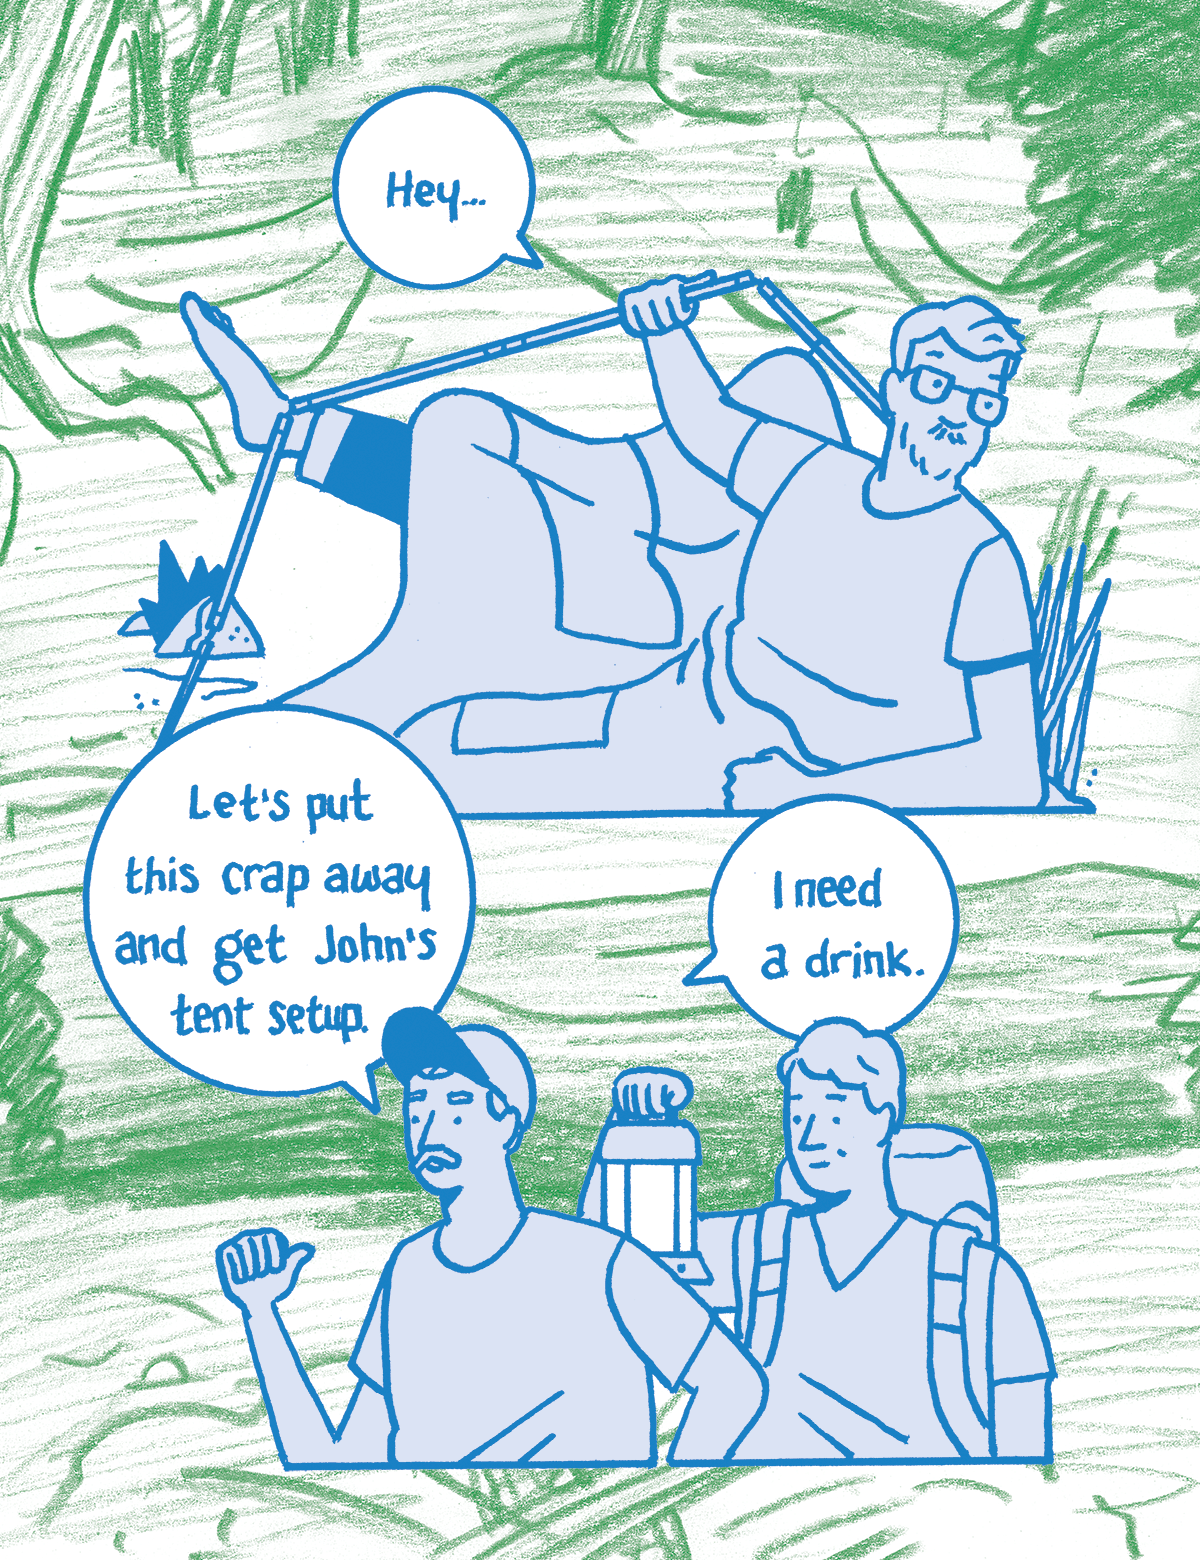 Hey...
Let's put
this crap away
and get John's
tent setup.
I need
a drink.